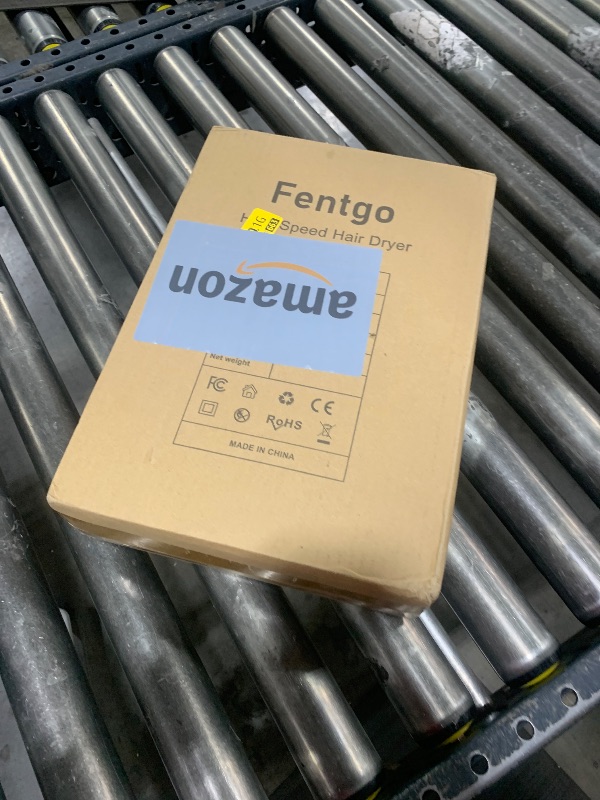 Fentgo
Speed Hair Dryer
amazon
Net weight
FC
CE
RoHS
MADE IN CHINA